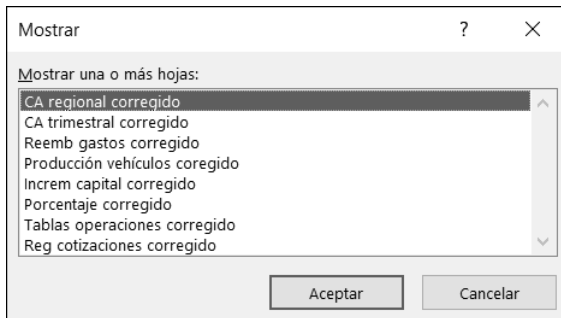 Mostrar
?
Mostrar una o más hojas:
CA regional corregido
CA trimestral corregido
Reemb gastos corregido
Producción vehículos coregido
Increm capital corregido
Porcentaje corregido
Tablas operaciones corregido
Reg cotizaciones corregido
Aceptar
Cancelar